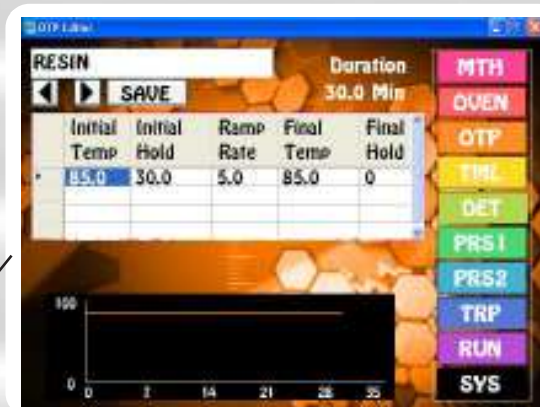 OTP Editor
RESIN
Duration
SAVE
30.0 Min
Initial Temp Initial Hold Ramp Rate Final Temp Final Hold
85.0 30.0 5.0 85.0 0
MTH
OVEN
OTP
TML
DET
PRS1
PRS2
TRP
RUN
SYS
100
0
0 7 14 21 28 35